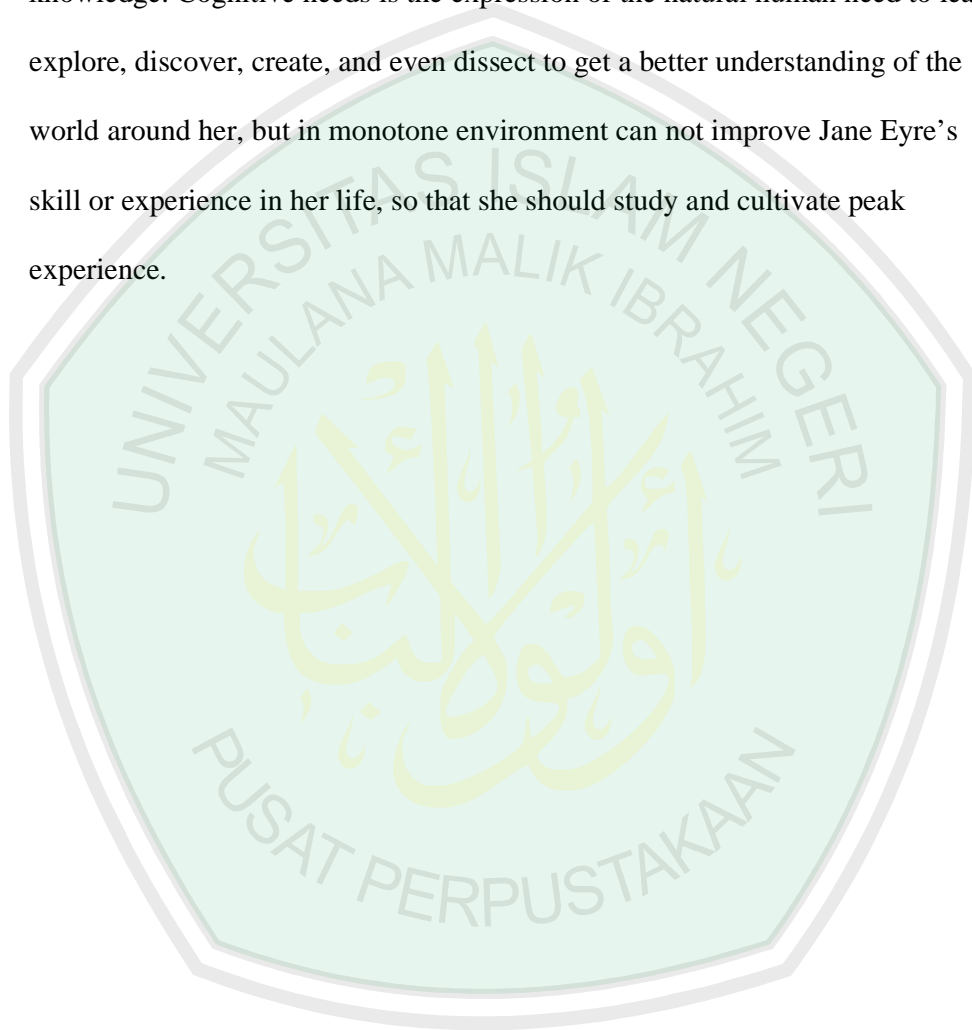 knowledge. Cognitive needs is the expression of the natural human need to
explore, discover, create, and even dissect to get a better understanding of the
world around her, but in monotone environment can not improve Jane Eyre’s
skill or experience in her life, so that she should study and cultivate peak
experience.
UNIVERSITAS ISLAM NEGERI
MAULANA MALIK IBRAHIM
أولوا الألباب
PUSAT PERPUSTAKAAN